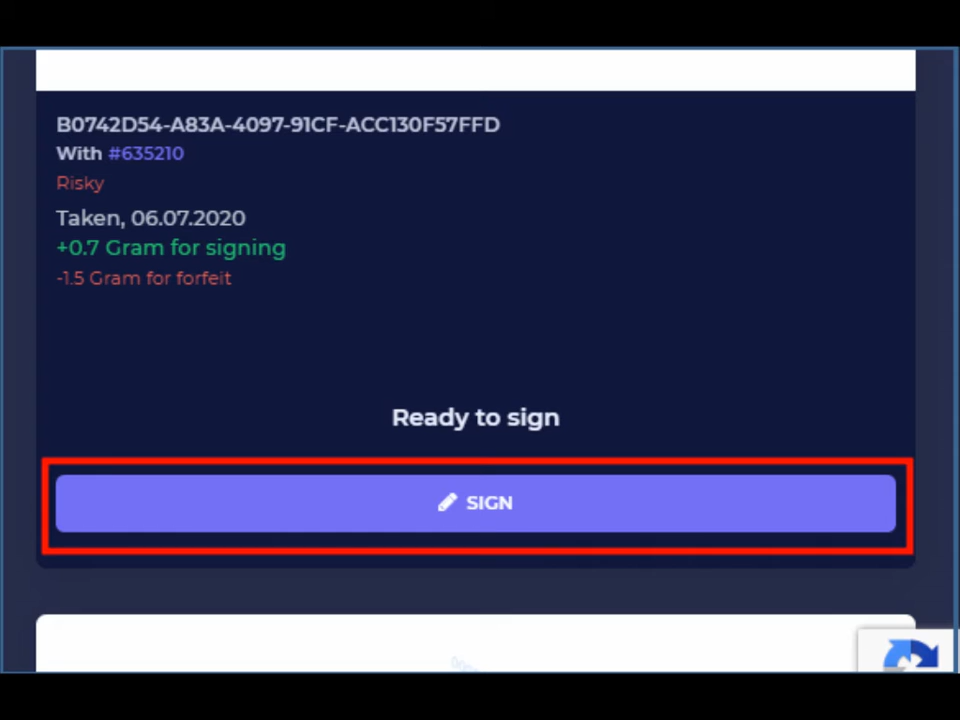 B0742D54-A83A-4097-91CF-ACC130F57FFD
With #635210
Risky
Taken, 06.07.2020
+0.7 Gram for signing
-1.5 Gram for forfeit
Ready to sign
SIGN